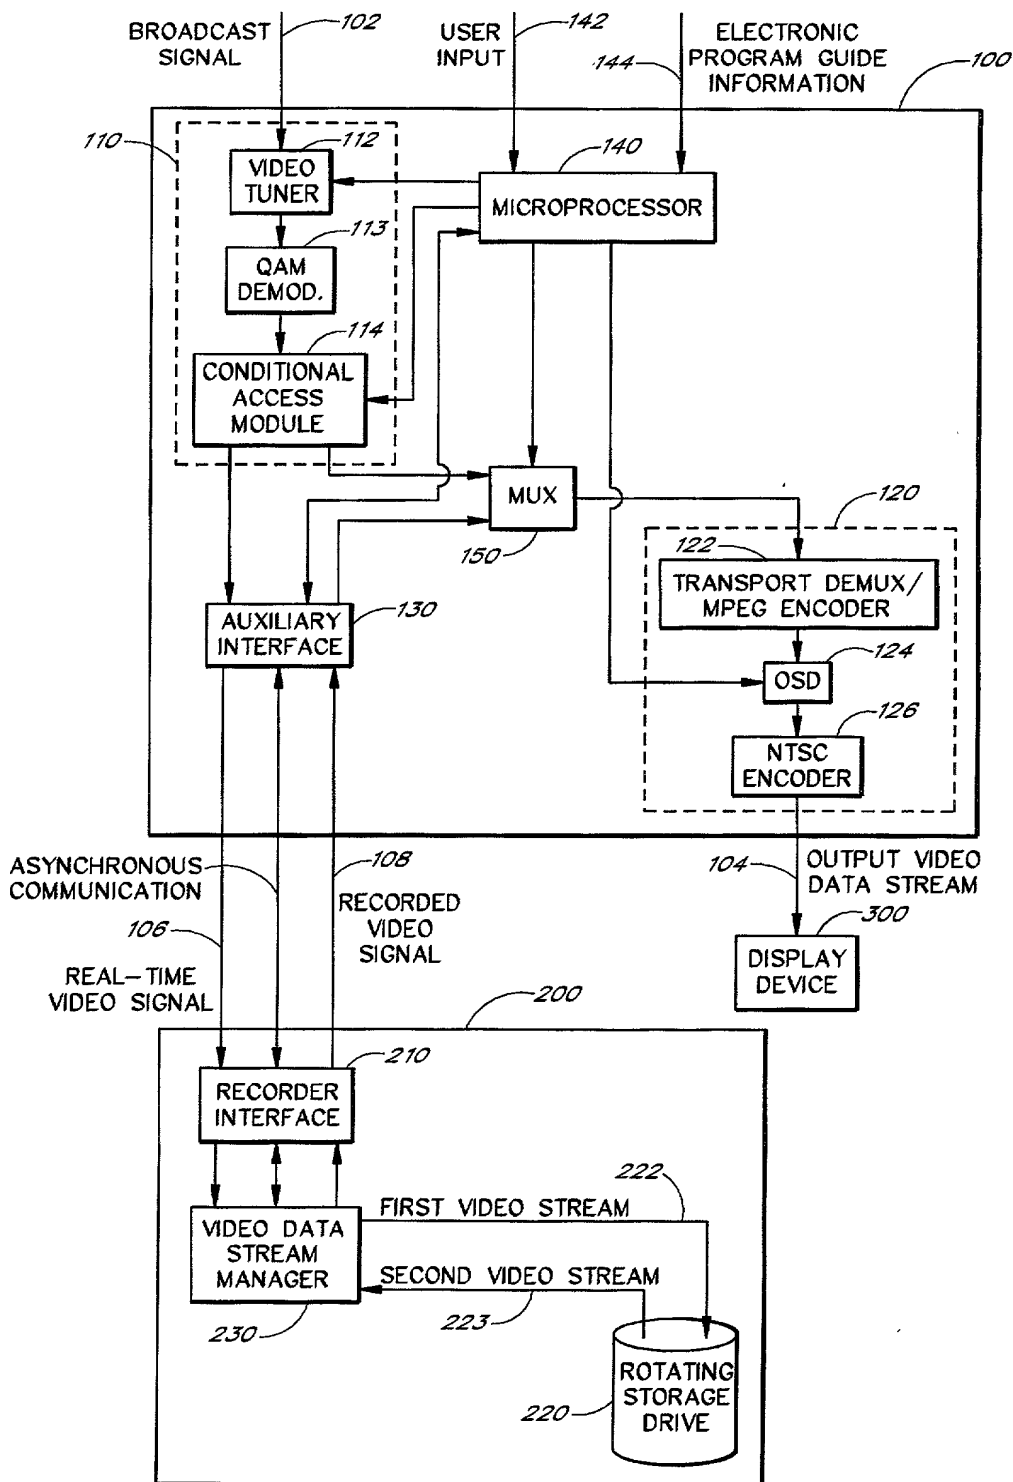 BROADCAST
SIGNAL
102
USER
INPUT
142
144
ELECTRONIC
PROGRAM GUIDE
INFORMATION
100
110
112
VIDEO
TUNER
140
MICROPROCESSOR
113
QAM
DEMOD.
114
CONDITIONAL
ACCESS
MODULE
MUX
150
120
122
TRANSPORT DEMUX/
MPEG ENCODER
AUXILIARY
INTERFACE
130
124
OSD
126
NTSC
ENCODER
ASYNCHRONOUS
COMMUNICATION
108
104
OUTPUT VIDEO
DATA STREAM
RECORDED
VIDEO
SIGNAL
106
REAL-TIME
VIDEO SIGNAL
300
DISPLAY
DEVICE
200
210
RECORDER
INTERFACE
222
FIRST VIDEO STREAM
VIDEO DATA
STREAM
MANAGER
SECOND VIDEO STREAM
230
223
ROTATING
STORAGE
DRIVE
220